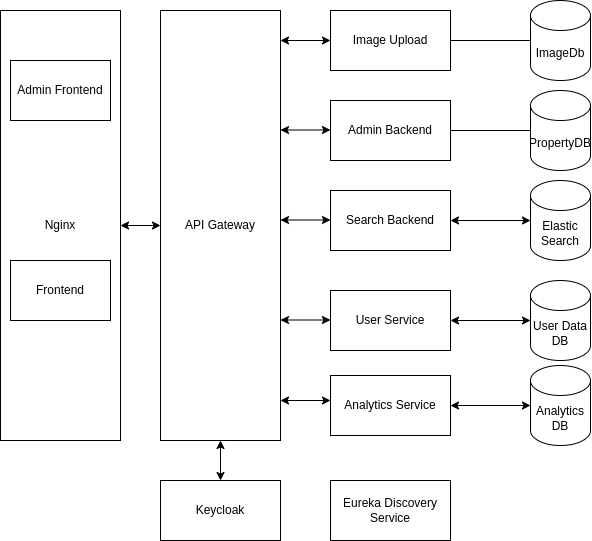 Image Upload
ImageDb
Admin Frontend
Admin Backend
PropertyDB
Nginx
API Gateway
Search Backend
Elastic
Search
Frontend
User Service
User Data
DB
Analytics Service
Analytics
DB
Keycloak
Eureka Discovery
Service